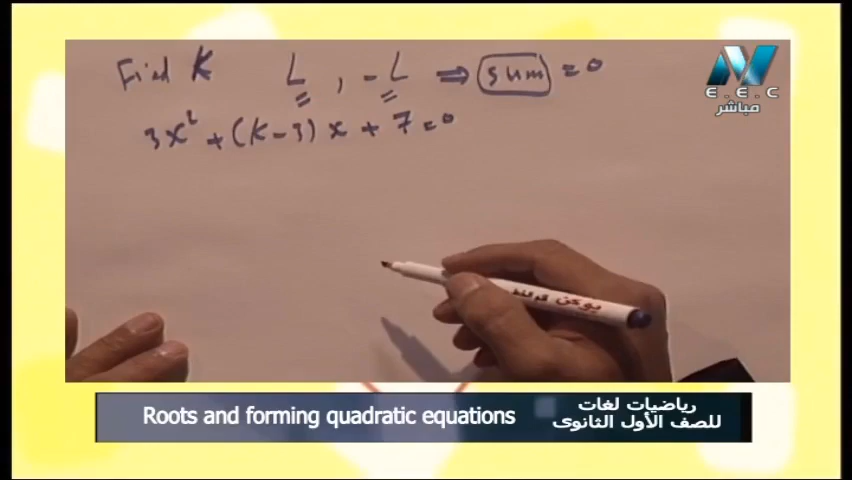 Find K L , -L ⇒ sum = 0
3x² + (K-3) x + 7 = 0
E.E.C
مباشر
Roots and forming quadratic equations
رياضيات لغات
للصف الأول الثانوى